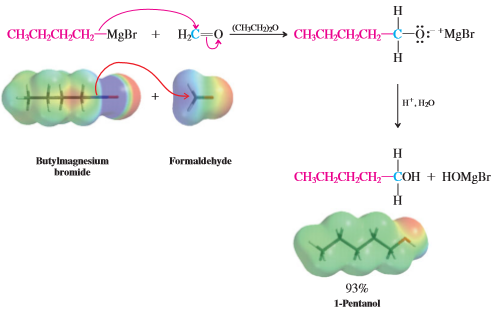 CH₃CH₂CH₂CH₂—MgBr + H₂C=O (CH₃CH₂)₂O CH₃CH₂CH₂CH₂—C—Ö:⁻ ⁺MgBr
H
H
+
H⁺, H₂O
Butylmagnesium bromide
Formaldehyde
H
CH₃CH₂CH₂CH₂—COH + HOMgBr
H
93%
1-Pentanol